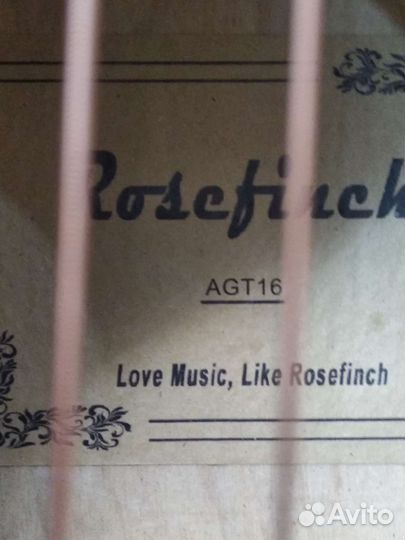 Rosefinch
AGT16
Love Music, Like Rosefinch
Avito